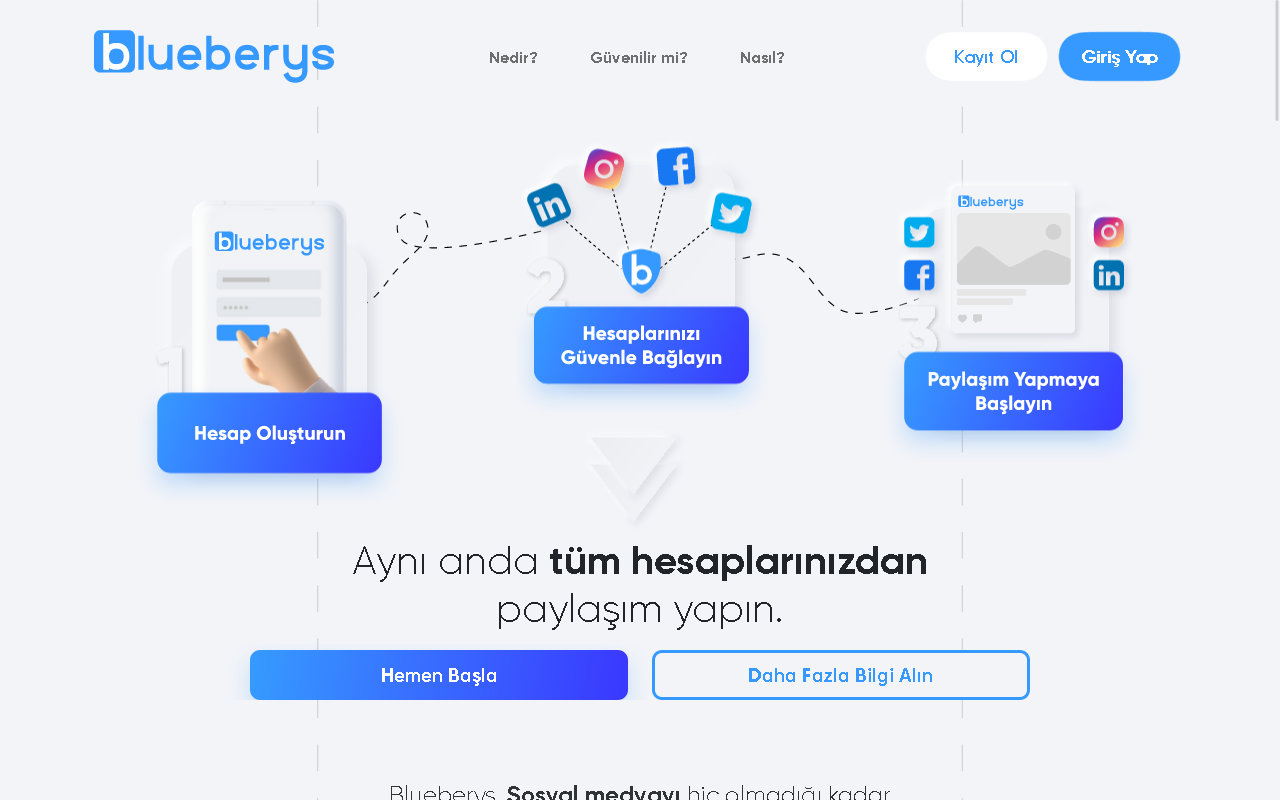 blueberys
Nedir?
Güvenilir mi?
Nasıl?
Kayıt Ol
Giriş Yap
blueberys
1
Hesap Oluşturun
in
f
b
2
Hesaplarınızı
Güvenle Bağlayın
blueberys
f
in
3
Paylaşım Yapmaya
Başlayın
Aynı anda tüm hesaplarınızdan
paylaşım yapın.
Hemen Başla
Daha Fazla Bilgi Alın
Blueberys, Sosyal medyayı hiç olmadığı kadar